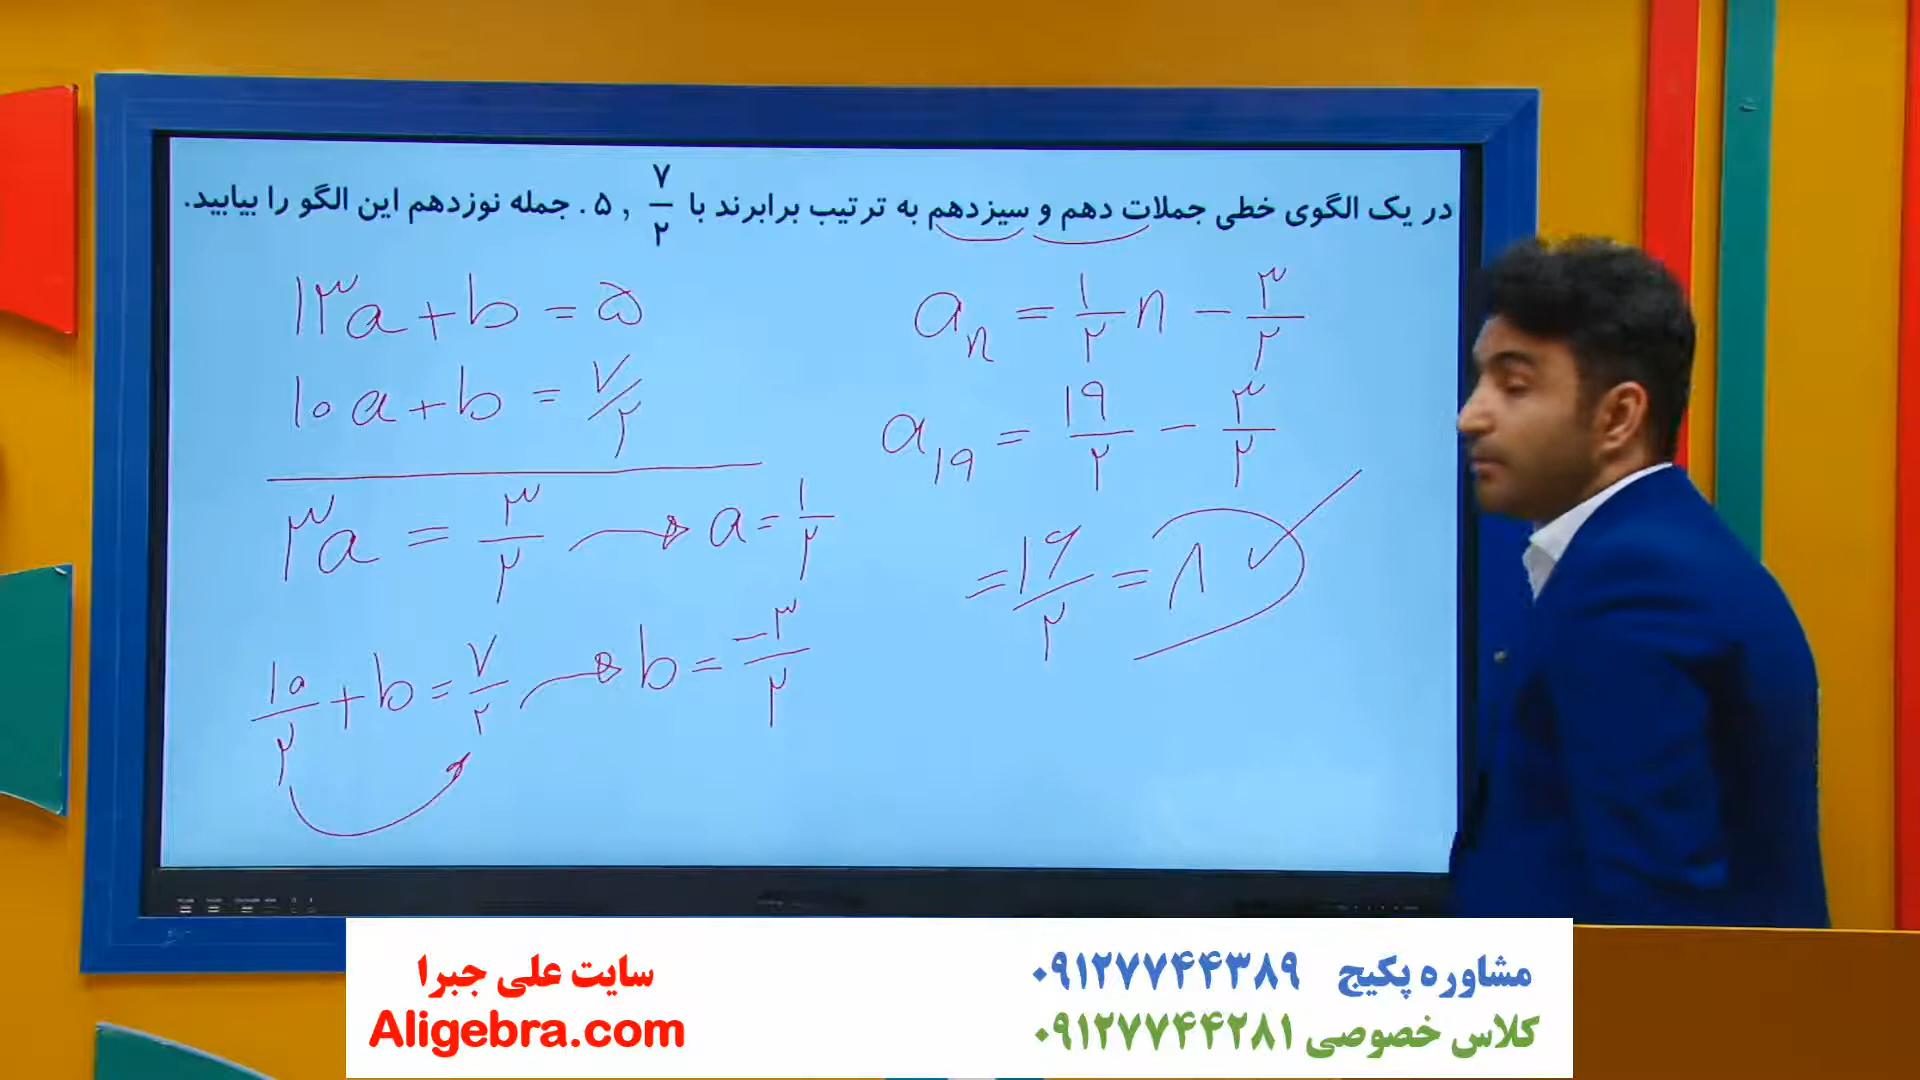 در یک الگوی خطی جملات دهم و سیزدهم به ترتیب برابرند با ۷/۲ , ۵. جمله نوزدهم این الگو را بیابید.
۱۳a + b = ۵
۱۰a + b = ۷/۲
۳a = ۳/۲ → a = ۱/۲
۱۰/۲ + b = ۷/۲ → b = -۳/۲
aₙ = ۱/۲ n - ۳/۲
a₁₉ = ۱۹/۲ - ۳/۲
= ۱۶/۲ = ۸ ✓
سایت علی جبرا
Aligebra.com
مشاوره پکیج ۰۹۱۲۷۷۴۴۳۸۹
کلاس خصوصی ۰۹۱۲۷۷۴۴۲۸۱